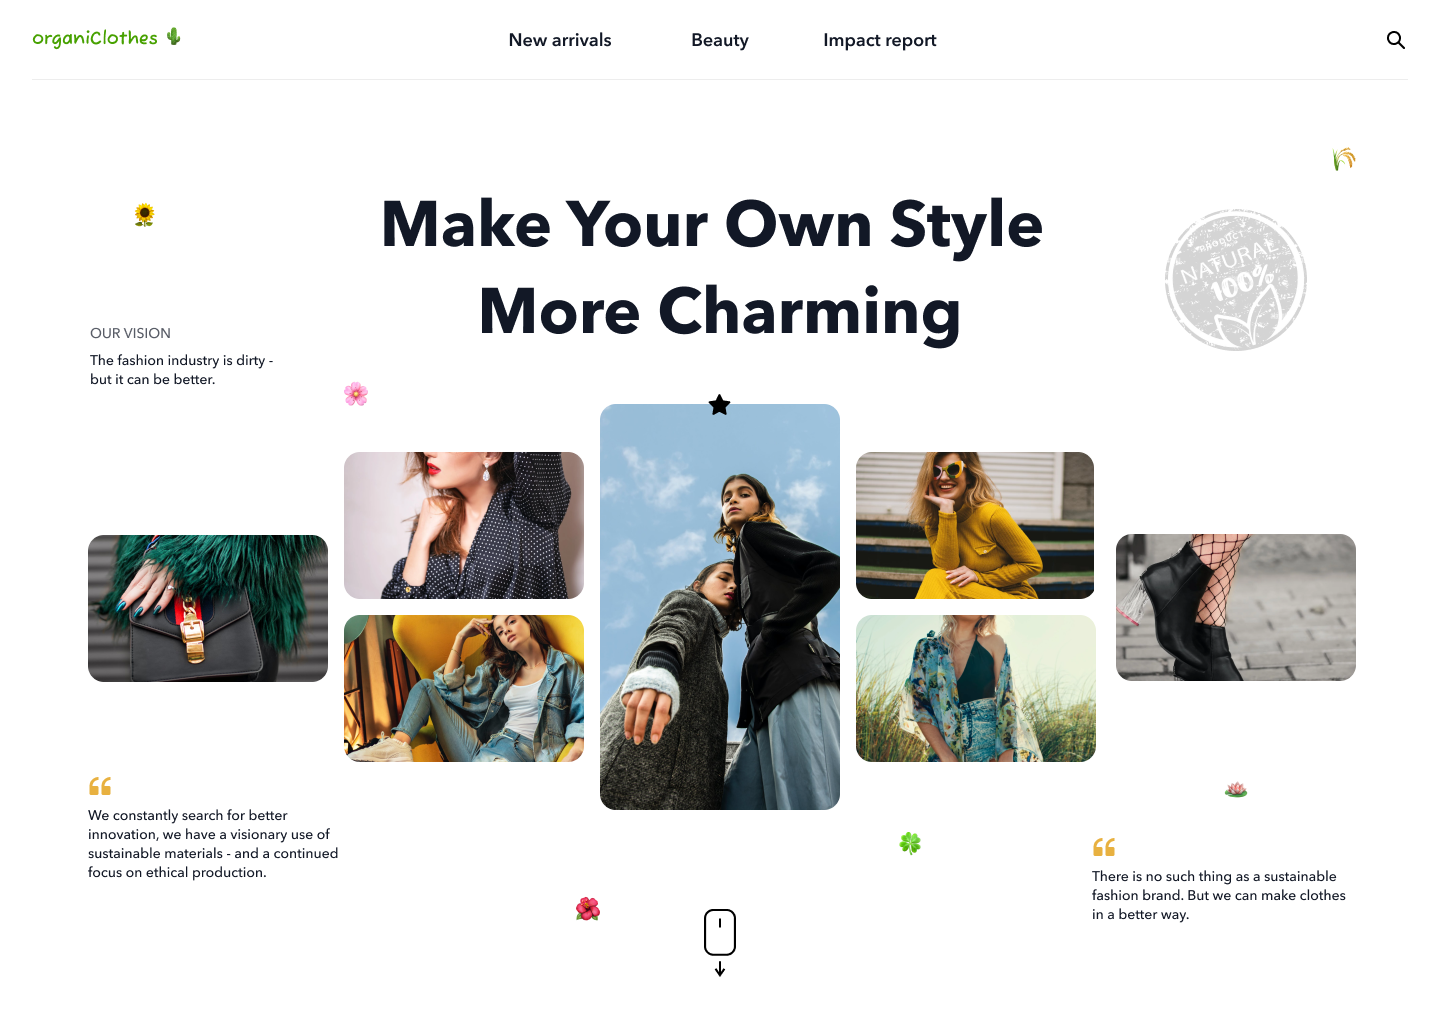 organiClothes
New arrivals
Beauty
Impact report
Make Your Own Style
More Charming
PRODUCT
NATURAL
100%
OUR VISION
The fashion industry is dirty -
but it can be better.
We constantly search for better
innovation, we have a visionary use of
sustainable materials - and a continued
focus on ethical production.
There is no such thing as a sustainable
fashion brand. But we can make clothes
in a better way.